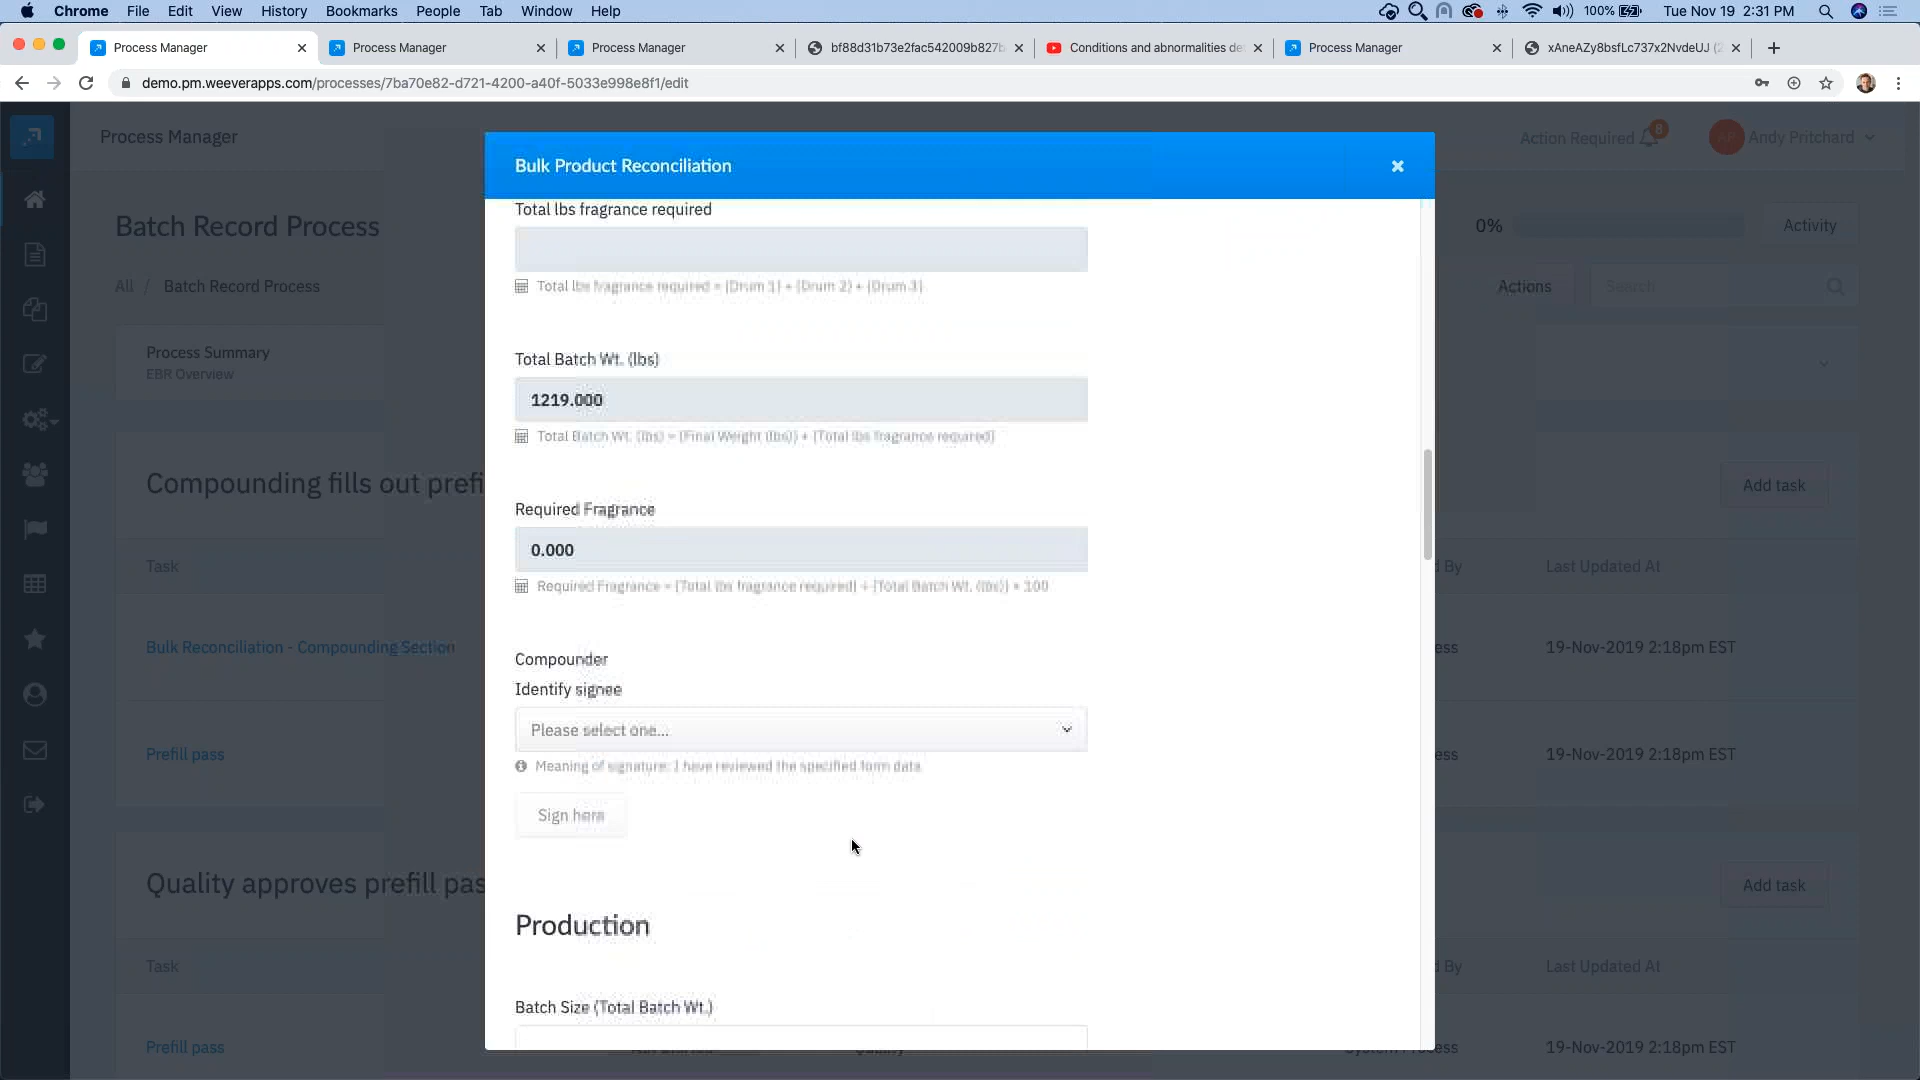 Chrome File Edit View History Bookmarks People Tab Window Help 100% Tue Nov 19 2:31 PM
Process Manager Process Manager Process Manager bf88d31b73e2fac542009b827b Conditions and abnormalities de Process Manager xAneAZy8bsfLc737x2NvdeUJ (2
demo.pm.weeverapps.com/processes/7ba70e82-d721-4200-a40f-5033e998e8f1/edit
Process Manager Action Required 8 AP Andy Pritchard
Bulk Product Reconciliation
Batch Record Process 0% Activity
All / Batch Record Process Actions Search
Process Summary
EBR Overview
Compounding fills out prefi Add task
Task d By Last Updated At
Bulk Reconciliation - Compounding Section ess 19-Nov-2019 2:18pm EST
Prefill pass ess 19-Nov-2019 2:18pm EST
Quality approves prefill pas Add task
Task d By Last Updated At
Prefill pass Quality System Process 19-Nov-2019 2:18pm EST
Total lbs fragrance required
Total lbs fragrance required = (Drum 1) + (Drum 2) + (Drum 3)
Total Batch Wt. (lbs)
1219.000
Total Batch Wt. (lbs) = (Final Weight (lbs)) + (Total lbs fragrance required)
Required Fragrance
0.000
Required Fragrance = (Total lbs fragrance required) ÷ (Total Batch Wt. (lbs)) * 100
Compounder
Identify signee
Please select one...
Meaning of signature: I have reviewed the specified form data
Sign here
Production
Batch Size (Total Batch Wt.)